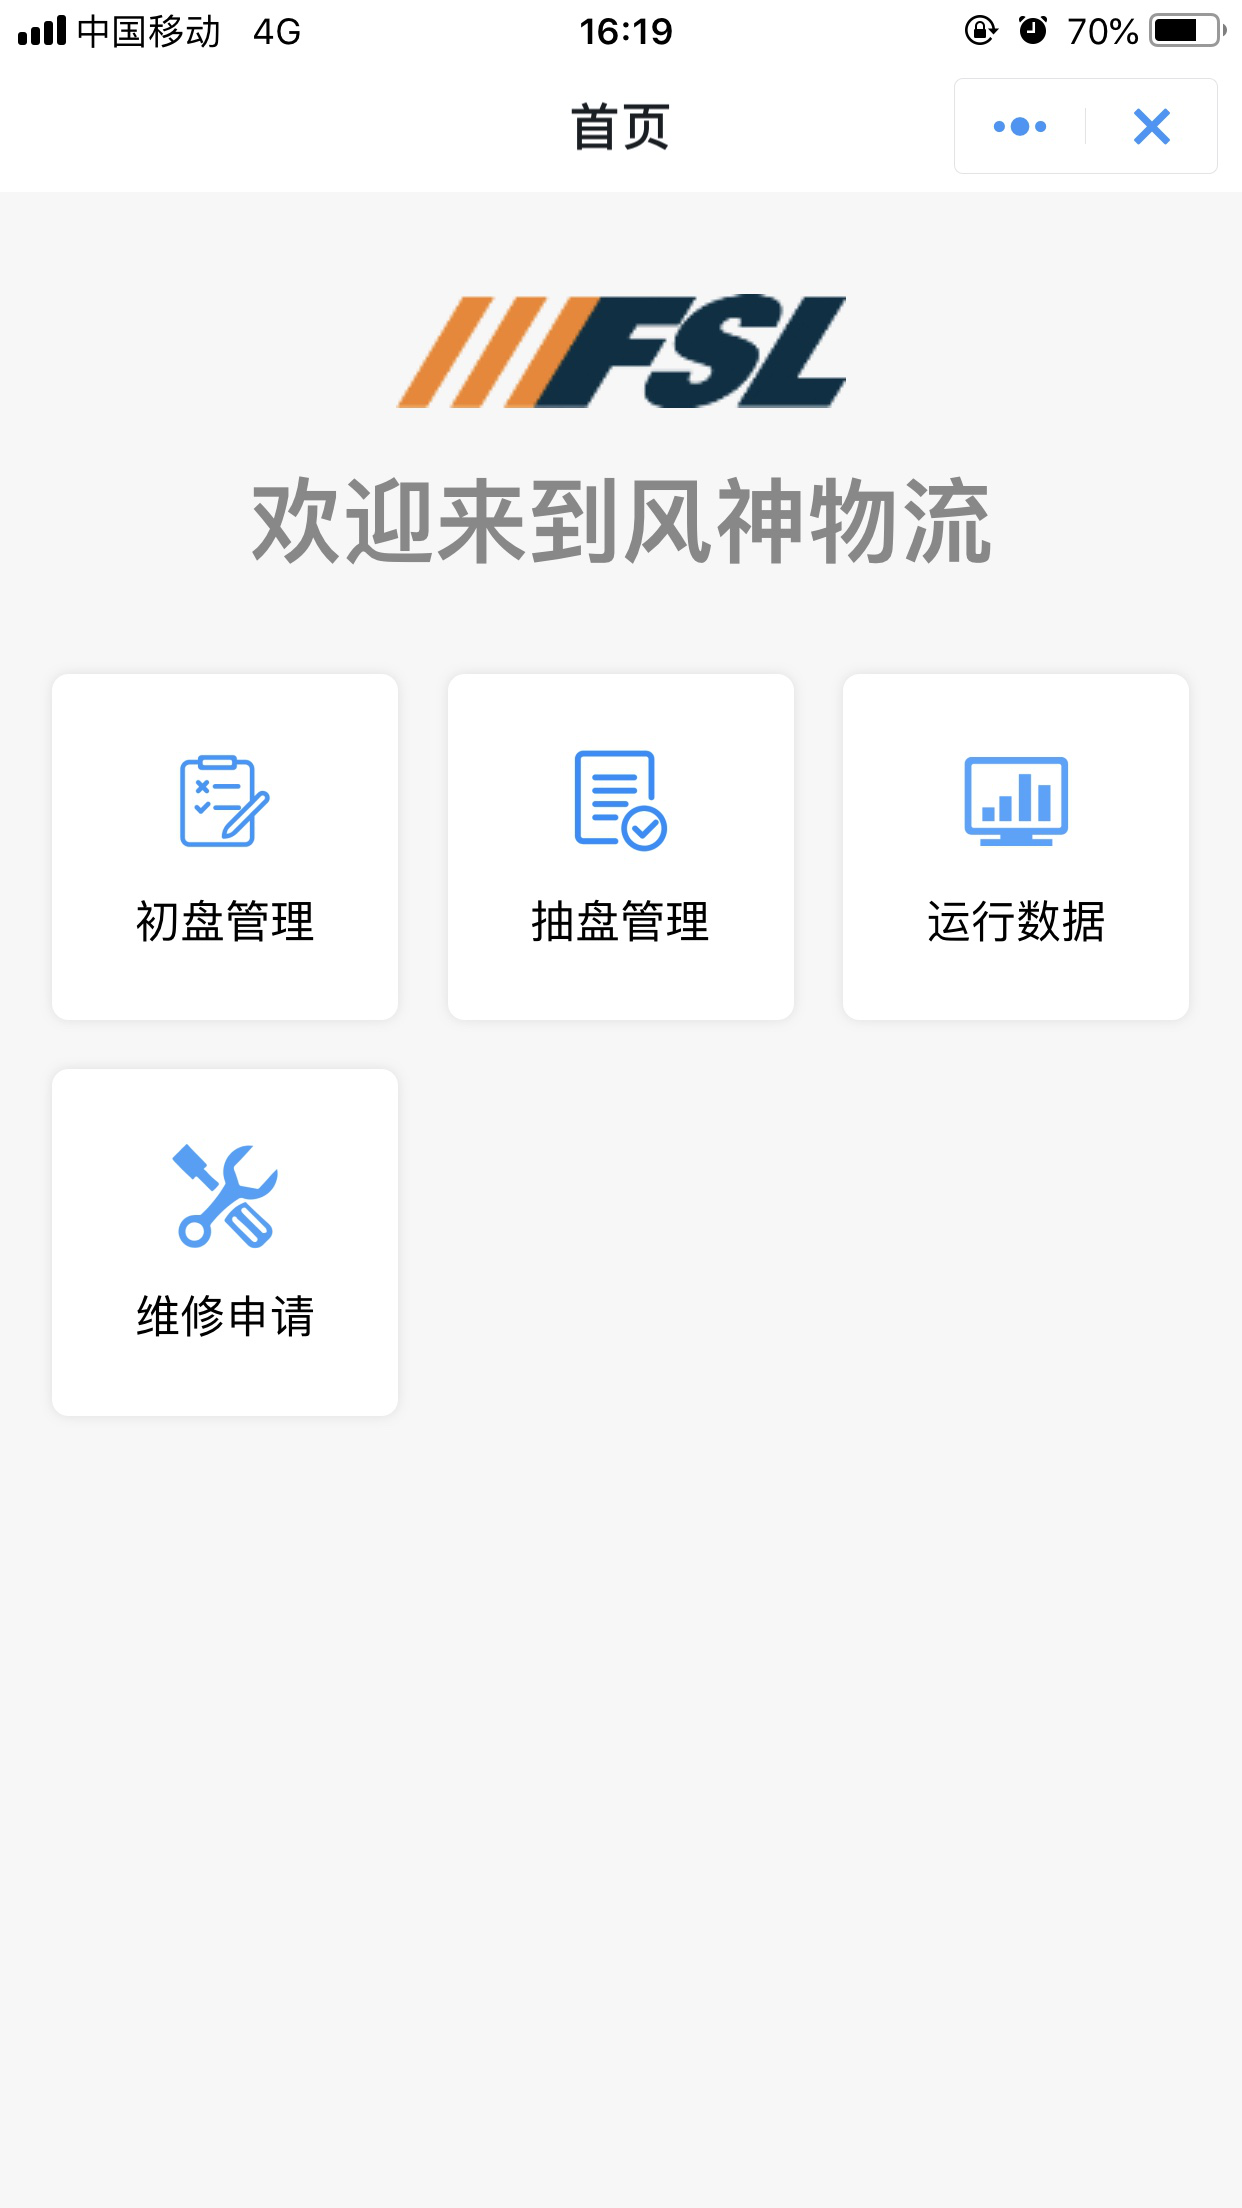 中国移动 4G 16:19 70%
首页
FSL
欢迎来到风神物流
初盘管理 抽盘管理 运行数据
维修申请